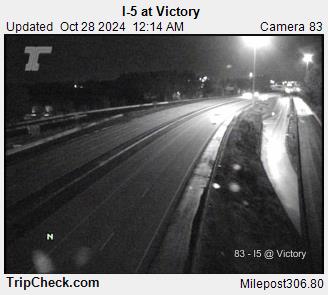 I-5 at Victory
Updated Oct 28 2024 12:14 AM Camera 83
T
N
83 - I5 @ Victory
TripCheck.com Milepost306.80